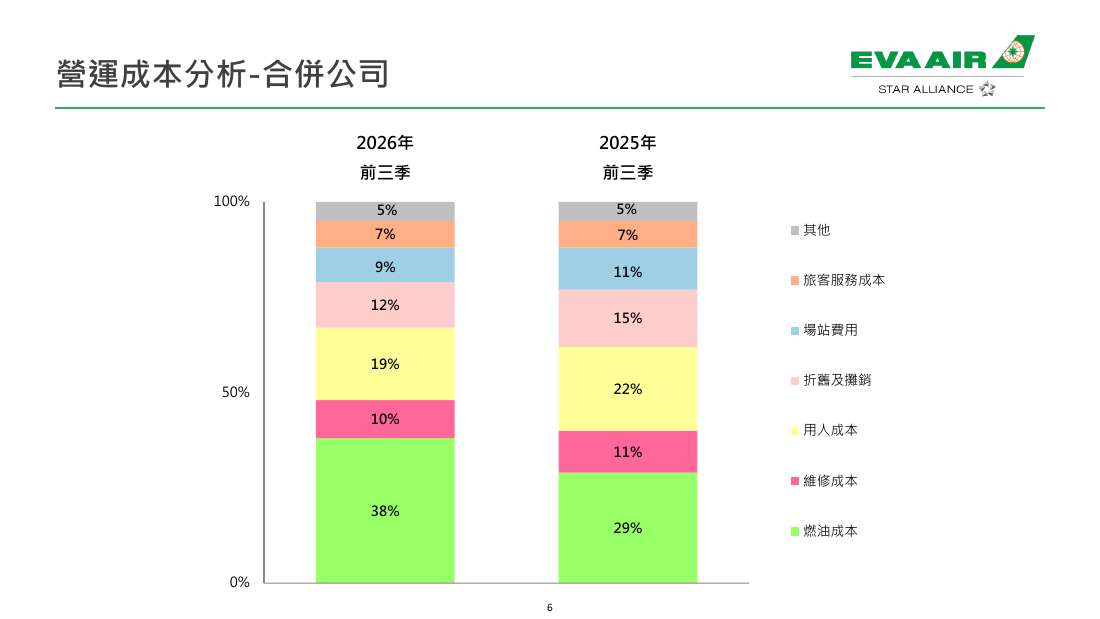 營運成本分析-合併公司
EVA AIR
STAR ALLIANCE
2026年
前三季
2025年
前三季
100%
50%
0%
5%
7%
9%
12%
19%
10%
38%
5%
7%
11%
15%
22%
11%
29%
其他
旅客服務成本
場站費用
折舊及攤銷
用人成本
維修成本
燃油成本
6